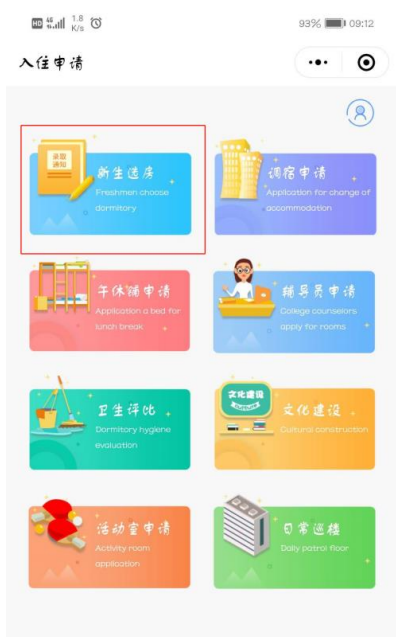 HD 4G 1.8 K/s 93% 09:12
入住申请
录取
通知
新生选房
Freshmen choose
dormitory
调宿申请
Application for change of
accommodation
午休铺申请
Application a bed for
lunch break
辅导员申请
College counselors
apply for rooms
卫生评比
Dormitory hygiene
evaluation
文化建设
culture
文化建设
Culturis construction
活动室申请
Activity room
application
日常巡楼
Daily patrol floor